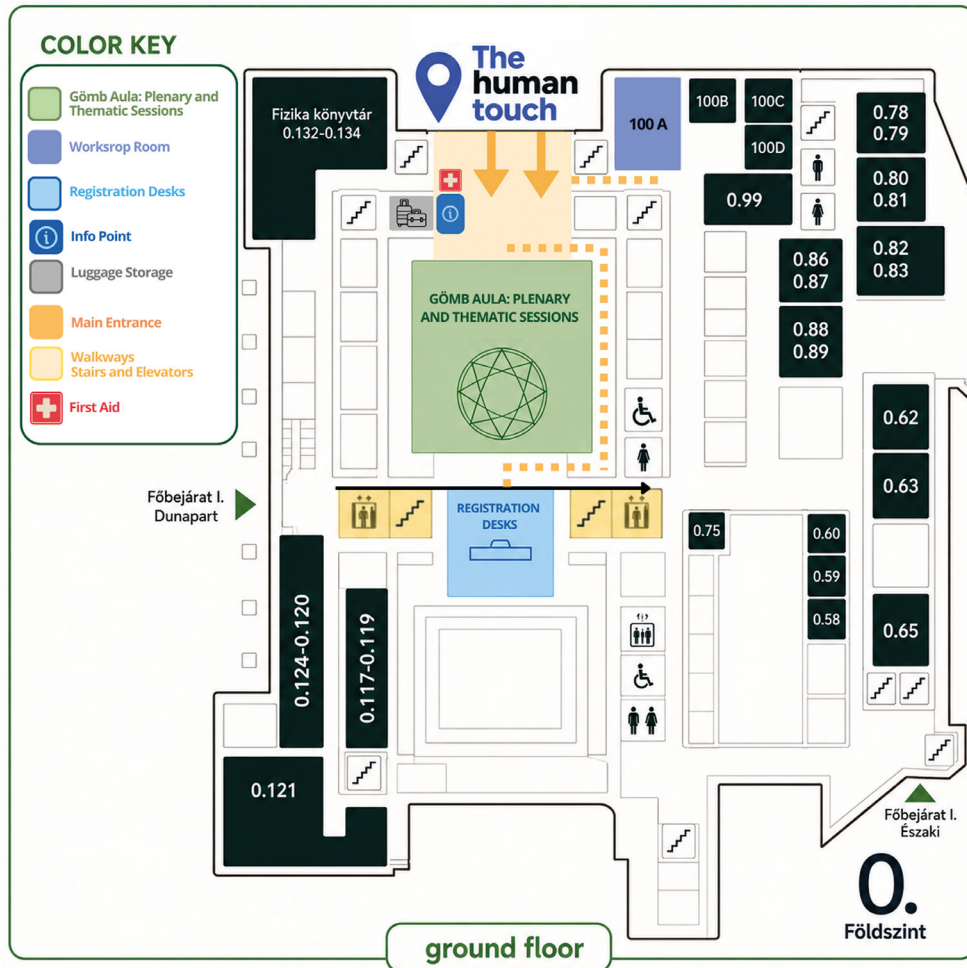 COLOR KEY
Gömb Aula: Plenary and
Thematic Sessions
Worksrop Room
Registration Desks
Info Point
Luggage Storage
Main Entrance
Walkways
Stairs and Elevators
First Aid
The
human
touch
Fizika könyvtár
0.132-0.134
100 A
100B
100C
100D
0.99
0.78
0.79
0.80
0.81
0.82
0.83
0.86
0.87
0.88
0.89
GÖMB AULA: PLENARY
AND THEMATIC SESSIONS
0.62
0.63
0.65
Főbejárat I.
Dunapart
REGISTRATION
DESKS
0.75
0.60
0.59
0.58
0.124-0.120
0.117-0.119
0.121
Főbejárat I.
Északi
0.
Földszint
ground floor